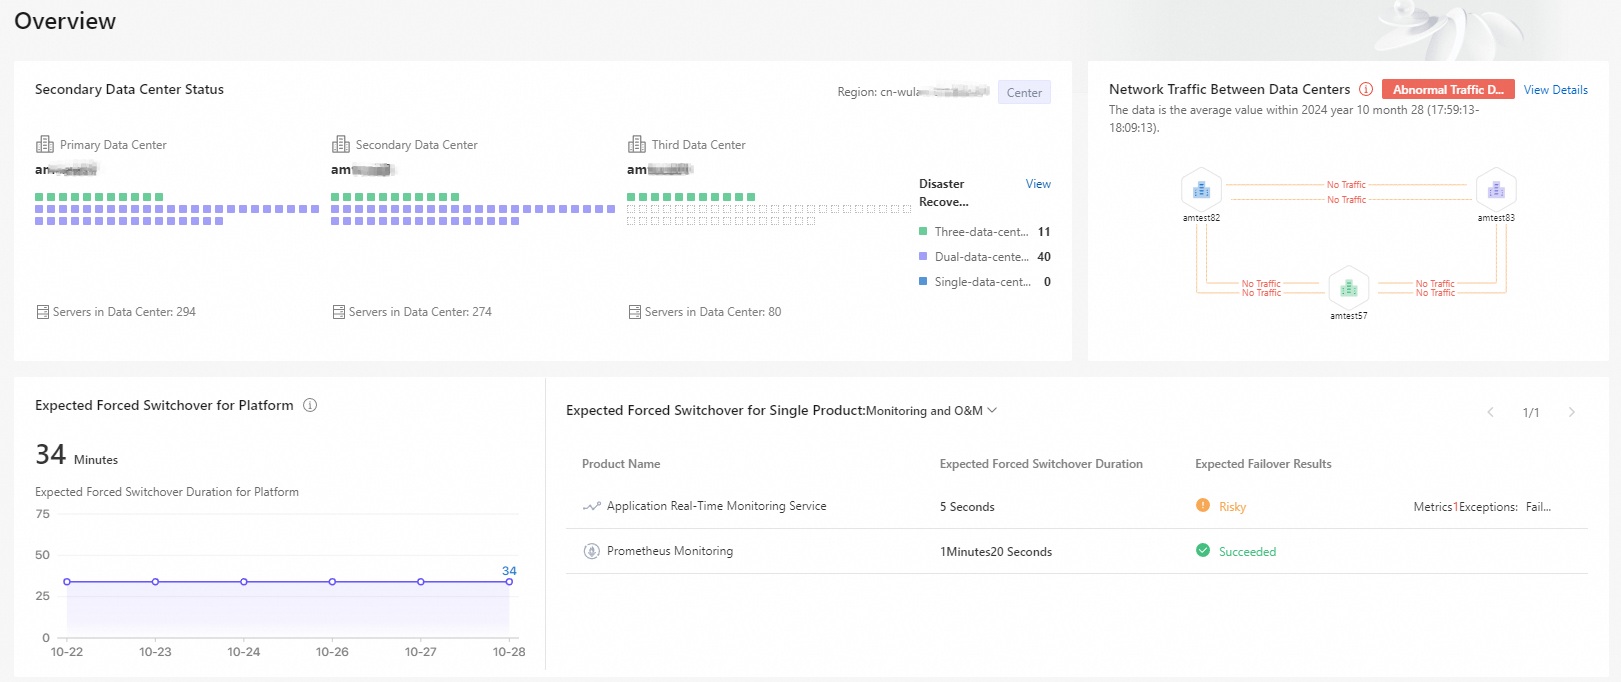 Overview
Secondary Data Center Status
Region: cn-wula
Center
Primary Data Center
Secondary Data Center
Third Data Center
am
am
Disaster
Recove...
View
Three-data-cent... 11
Dual-data-cente... 40
Single-data-cent... 0
Servers in Data Center: 294
Servers in Data Center: 274
Servers in Data Center: 80
Network Traffic Between Data Centers
Abnormal Traffic D...
View Details
The data is the average value within 2024 year 10 month 28 (17:59:13-
18:09:13).
No Traffic
No Traffic
amtest82
amtest83
No Traffic
No Traffic
No Traffic
No Traffic
amtest57
Expected Forced Switchover for Platform
34 Minutes
Expected Forced Switchover Duration for Platform
75
50
34
25
0
10-22 10-23 10-24 10-26 10-27 10-28
Expected Forced Switchover for Single Product:Monitoring and O&M
1/1
Product Name Expected Forced Switchover Duration Expected Failover Results
Application Real-Time Monitoring Service 5 Seconds Risky Metrics1Exceptions: Fail...
Prometheus Monitoring 1Minutes20 Seconds Succeeded